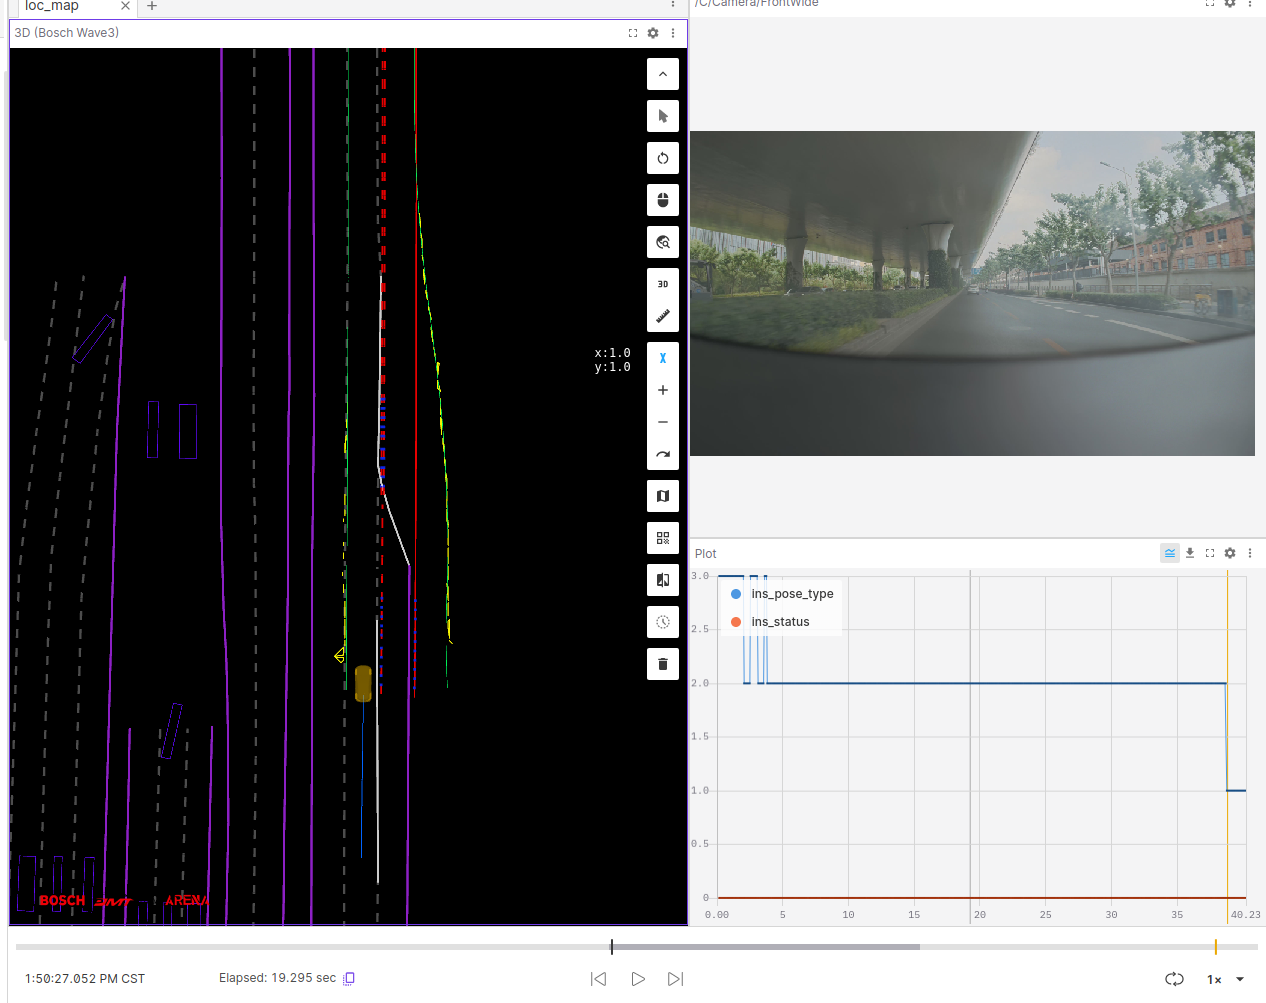 loc_map
/C/Camera/FrontWide
3D (Bosch Wave3)
3D
x:1.0
y:1.0
Plot
3.0
2.5
2.0
1.5
1.0
0.5
0
ins_pose_type
ins_status
0.00 5 10 15 20 25 30 35 40.23
BOSCH ARENA
1:50:27.052 PM CST
Elapsed: 19.295 sec
1×